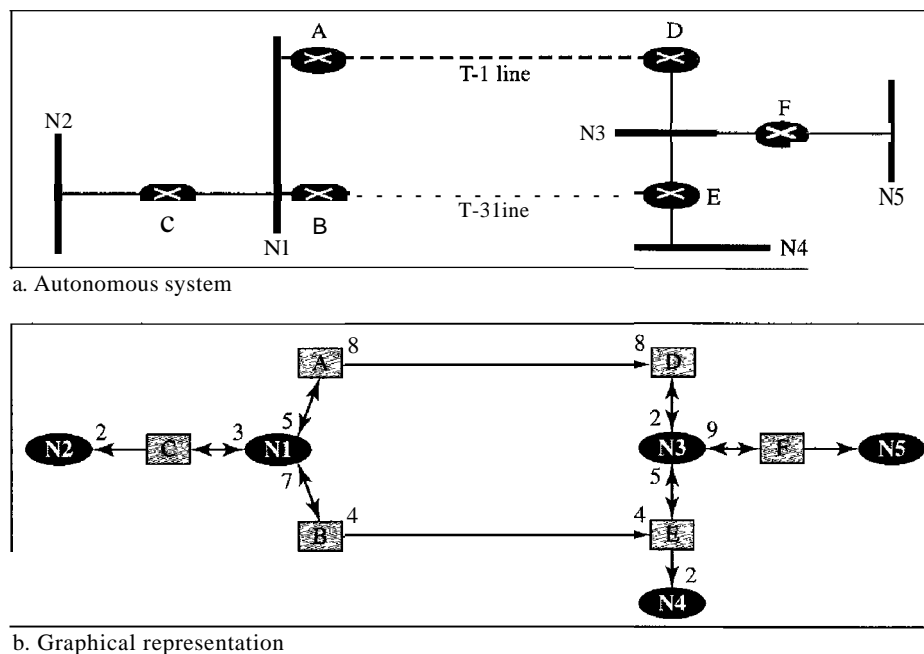 A
D
T-1 line
F
N2
N3
E
N5
C
B
T-31ine
N1
N4
a. Autonomous system
A
8
8
D
5
2
N2
2
C
3
N1
N3
9
F
N5
7
5
B
4
4
E
2
N4
b. Graphical representation